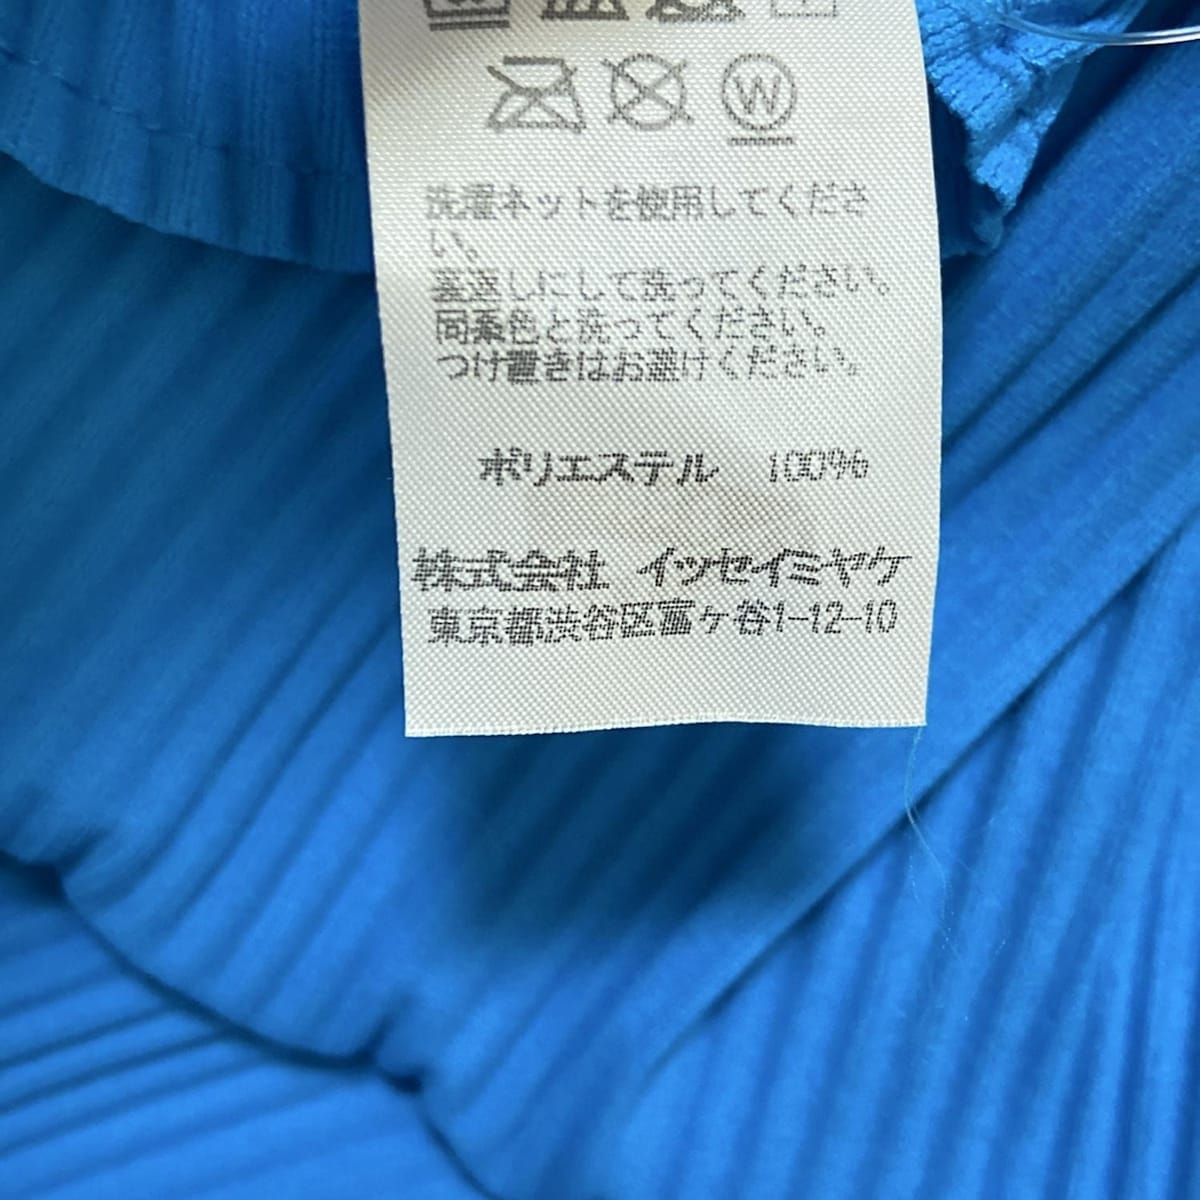 W
洗濯ネットを使用してくださ
い。
裏返しにして洗ってください。
同系色と洗ってください。
つけ置きはお避けください。
ポリエステル 100%
株式会社 イッセイミヤケ
東京都渋谷区富ヶ谷1-12-10